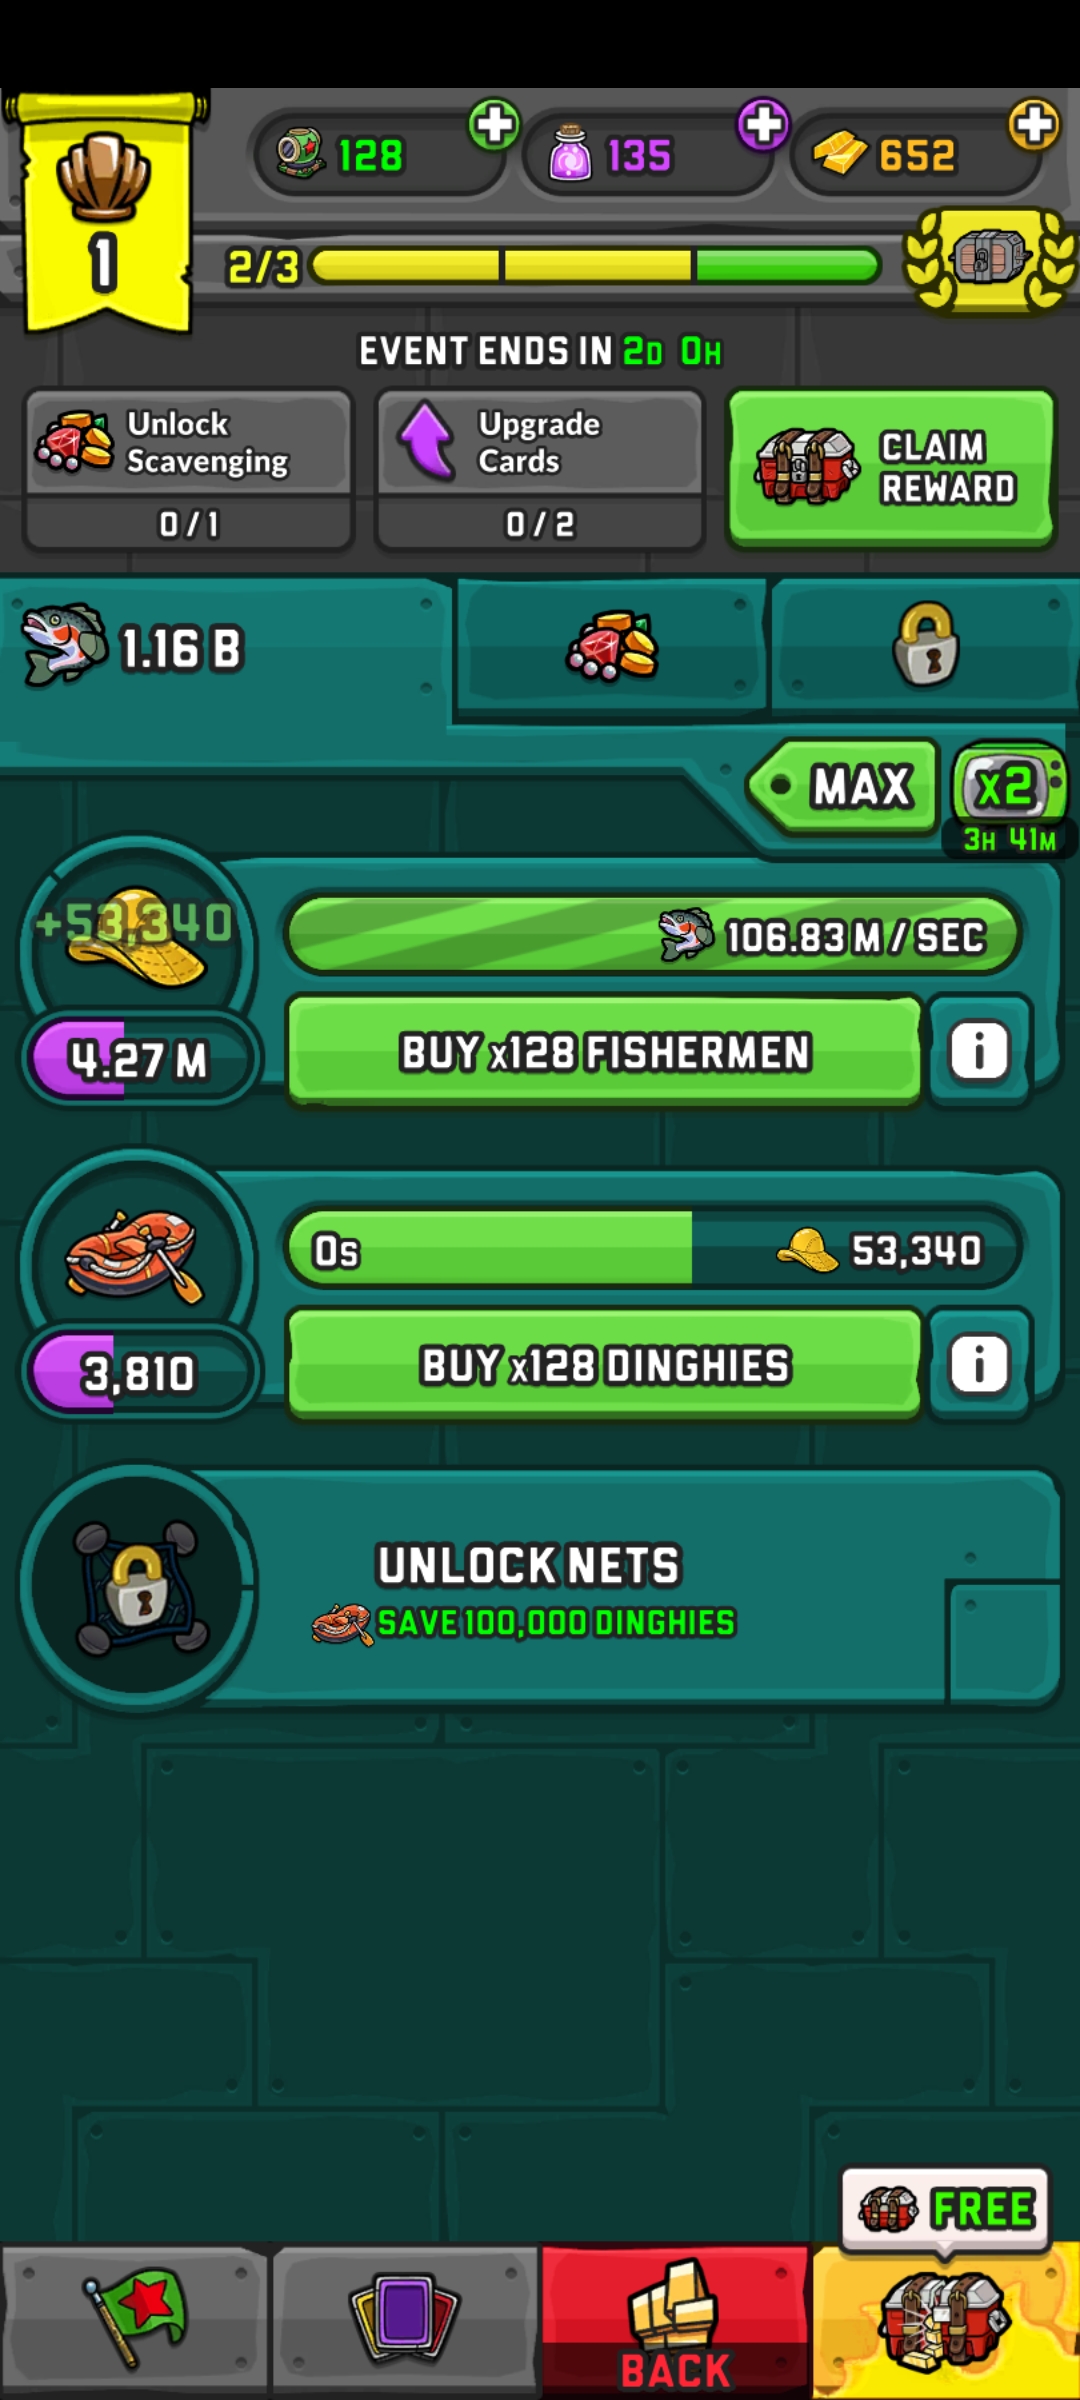 128
135
652
1
2/3
EVENT ENDS IN 2D 0H
Unlock
Scavenging
0/1
Upgrade
Cards
0/2
CLAIM
REWARD
1.16 B
MAX
x2
3H 41M
+53,340
106.83 M / SEC
4.27 M
BUY x128 FISHERMEN
i
0s
53,340
3,810
BUY x128 DINGHIES
i
UNLOCK NETS
SAVE 100,000 DINGHIES
FREE
BACK